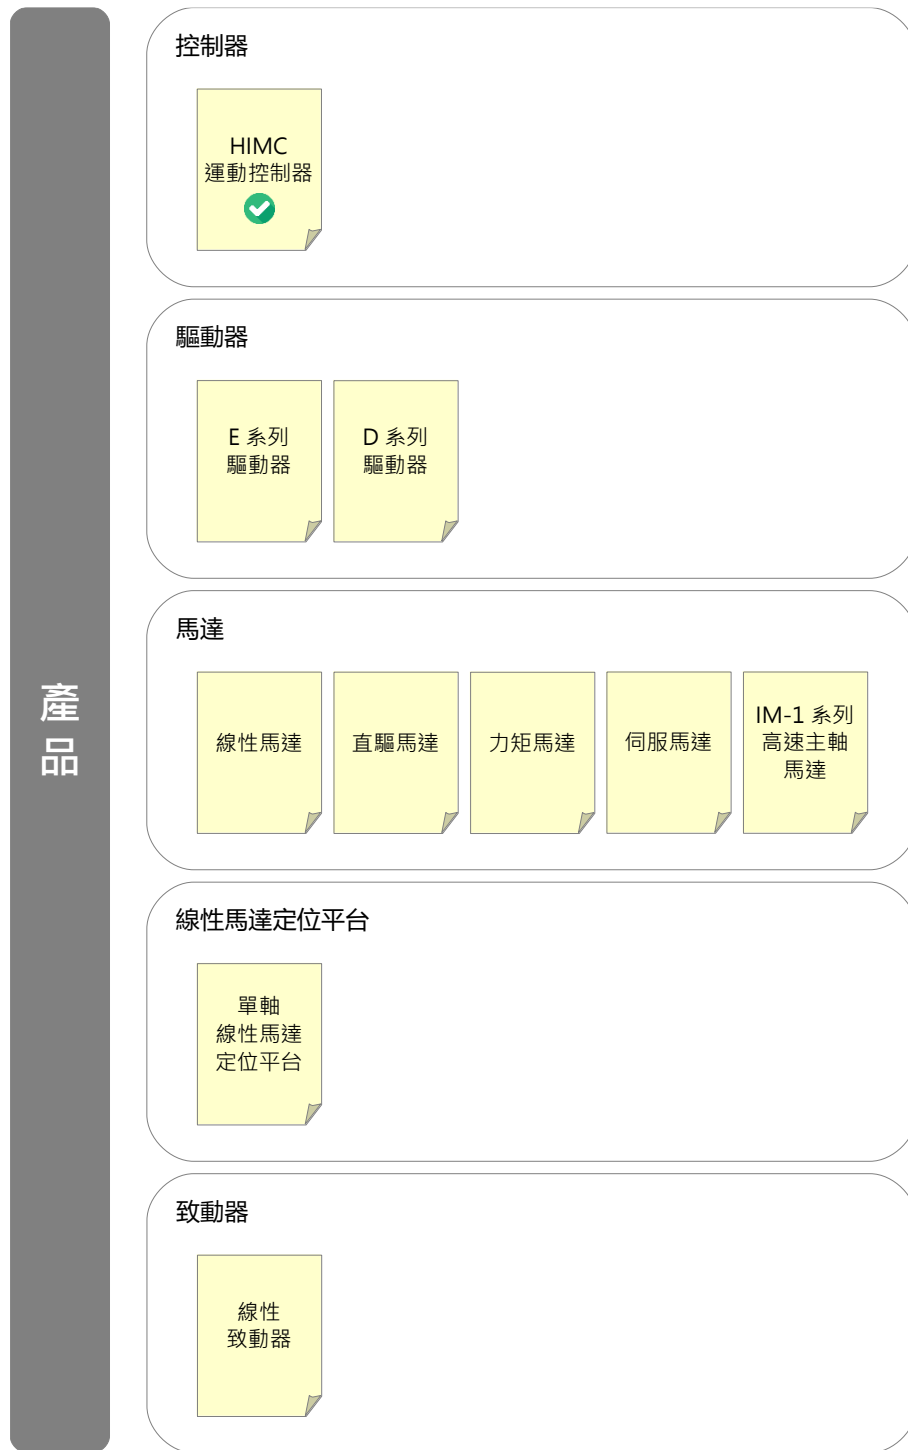 產
品
控制器
HIMC
運動控制器
驅動器
E 系列
驅動器
D 系列
驅動器
馬達
線性馬達
直驅馬達
力矩馬達
伺服馬達
IM-1 系列
高速主軸
馬達
線性馬達定位平台
單軸
線性馬達
定位平台
致動器
線性
致動器